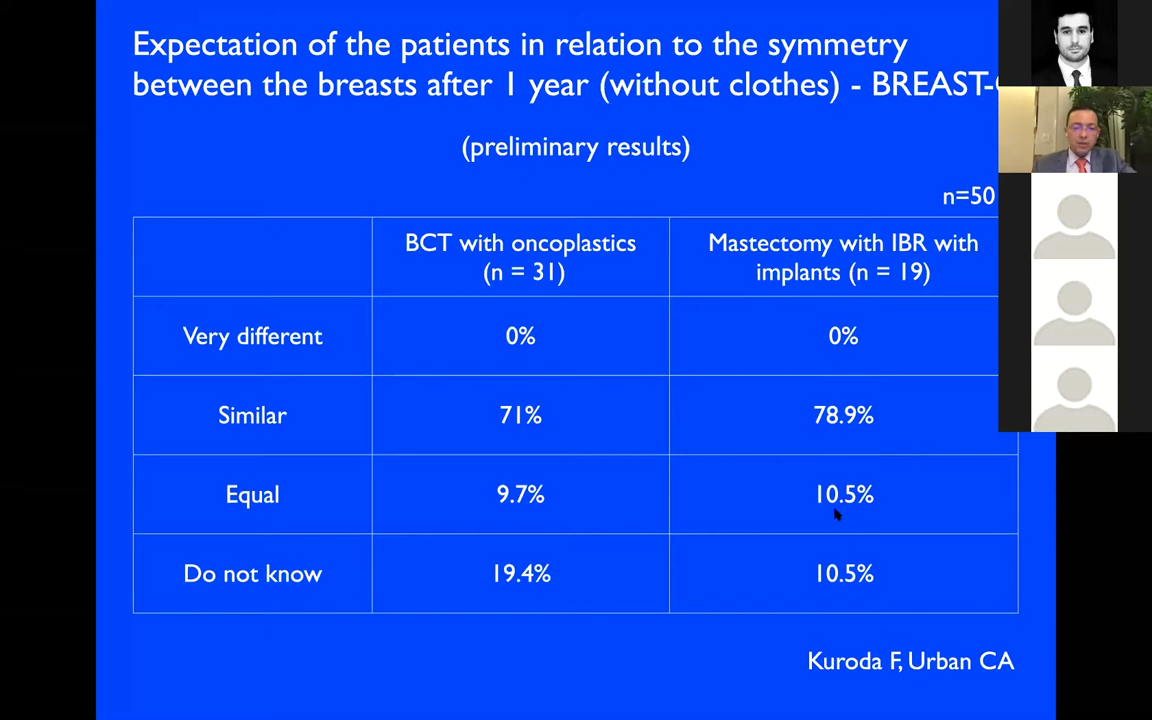 Expectation of the patients in relation to the symmetry
between the breasts after 1 year (without clothes) - BREAST-
(preliminary results)
n=50
BCT with oncoplastics
(n = 31)
Mastectomy with IBR with
implants (n = 19)
Very different
0%
0%
Similar
71%
78.9%
Equal
9.7%
10.5%
Do not know
19.4%
10.5%
Kuroda F, Urban CA